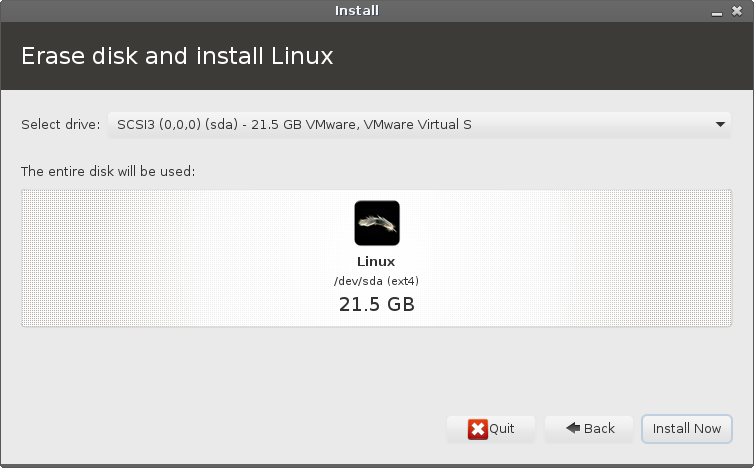 Install
Erase disk and install Linux
Select drive: SCSI3 (0,0,0) (sda) - 21.5 GB VMware, VMware Virtual S
The entire disk will be used:
Linux
/dev/sda (ext4)
21.5 GB
Quit Back Install Now